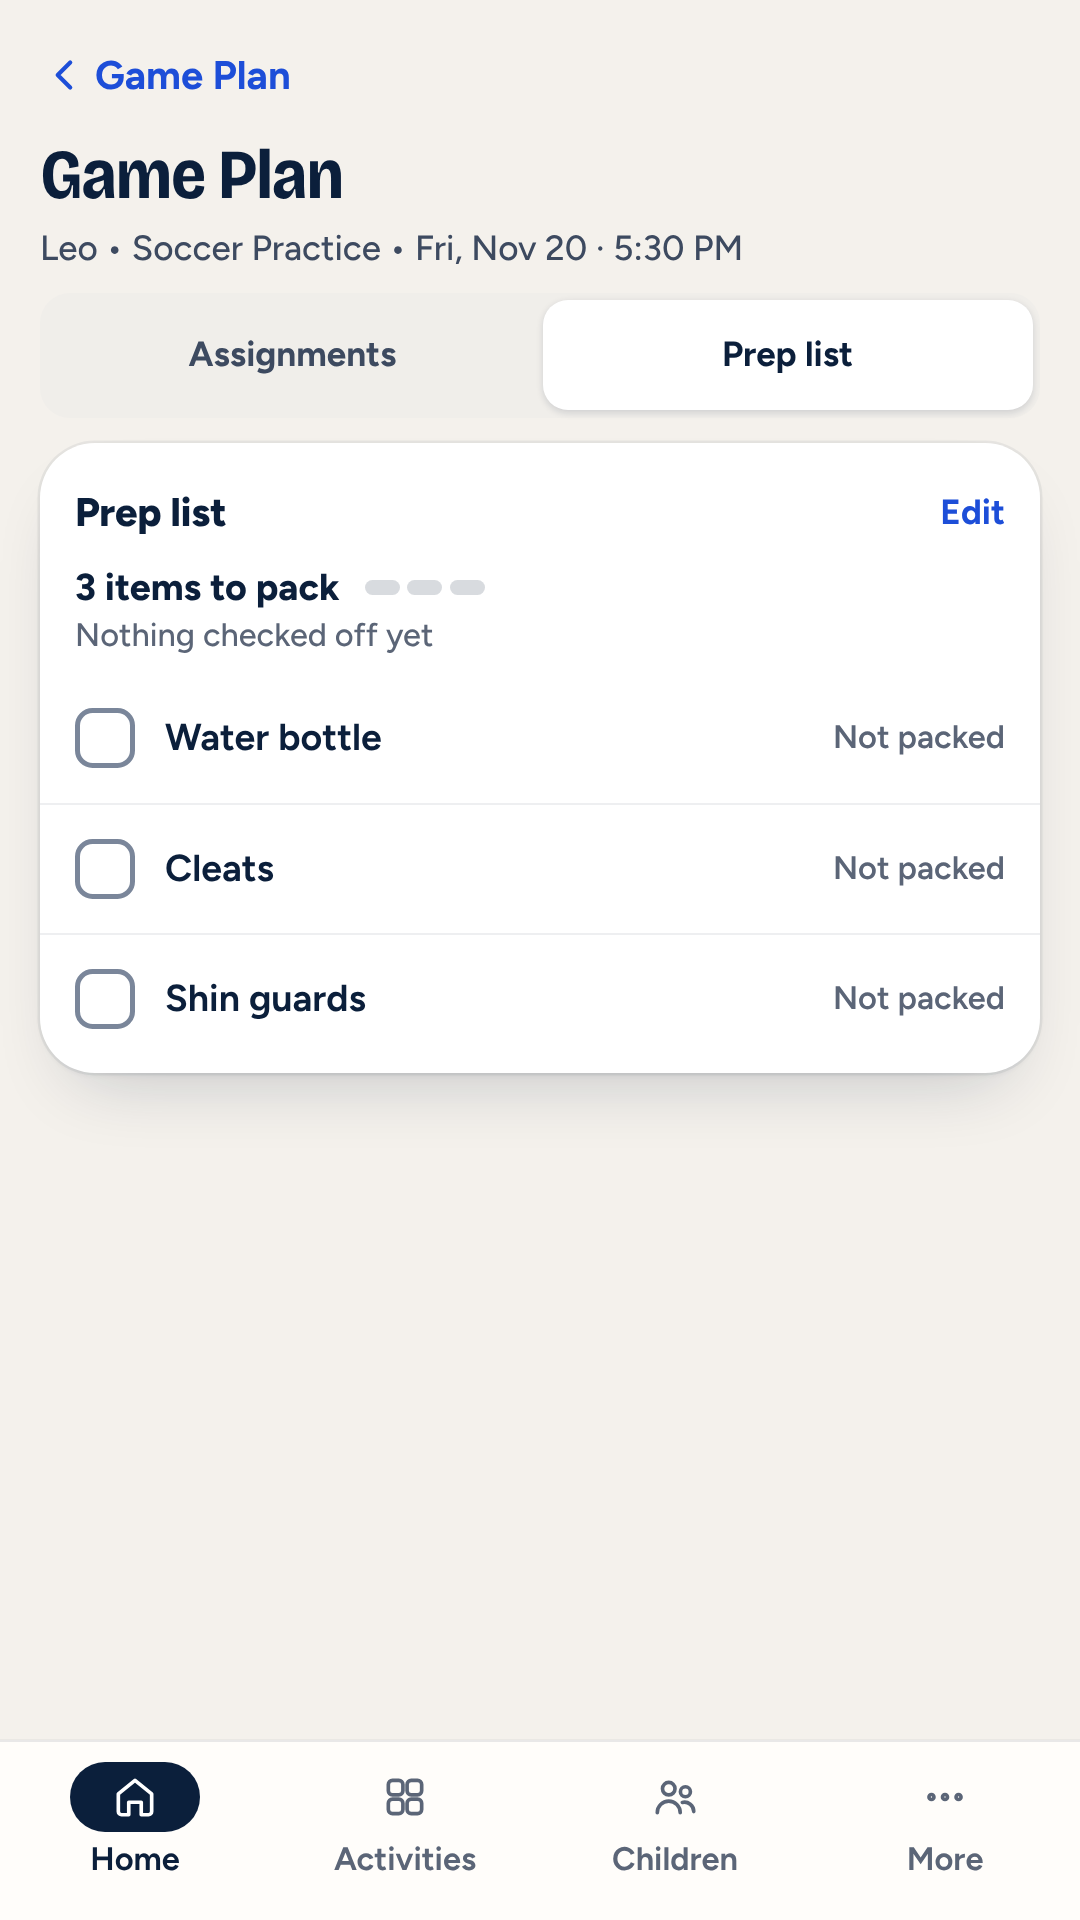 Game Plan
Game Plan
Leo • Soccer Practice • Fri, Nov 20 · 5:30 PM
Assignments
Prep list
Prep list
Edit
3 items to pack
Nothing checked off yet
Water bottle
Not packed
Cleats
Not packed
Shin guards
Not packed
Home
Activities
Children
More